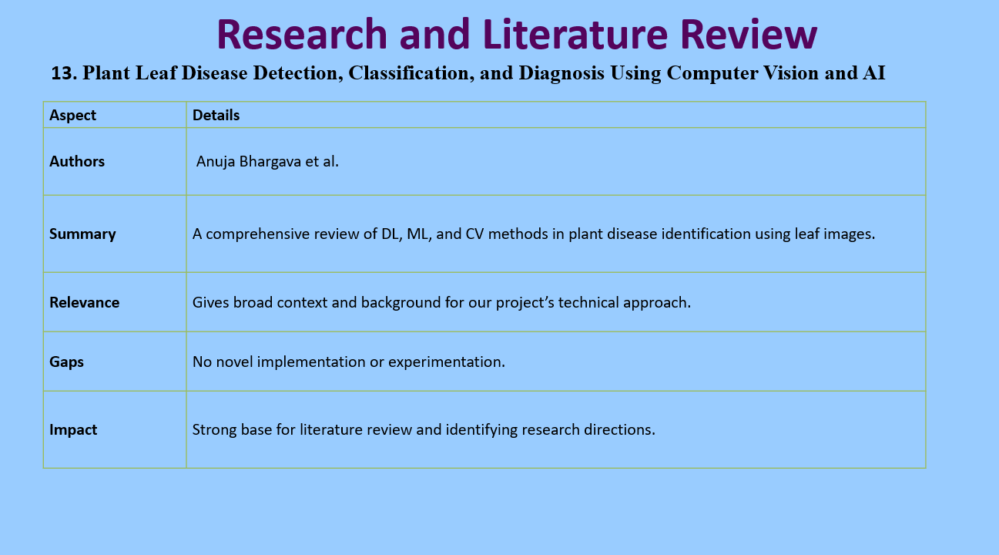 Research and Literature Review
13. Plant Leaf Disease Detection, Classification, and Diagnosis Using Computer Vision and AI
Aspect Details
Authors Anuja Bhargava et al.
Summary A comprehensive review of DL, ML, and CV methods in plant disease identification using leaf images.
Relevance Gives broad context and background for our project’s technical approach.
Gaps No novel implementation or experimentation.
Impact Strong base for literature review and identifying research directions.